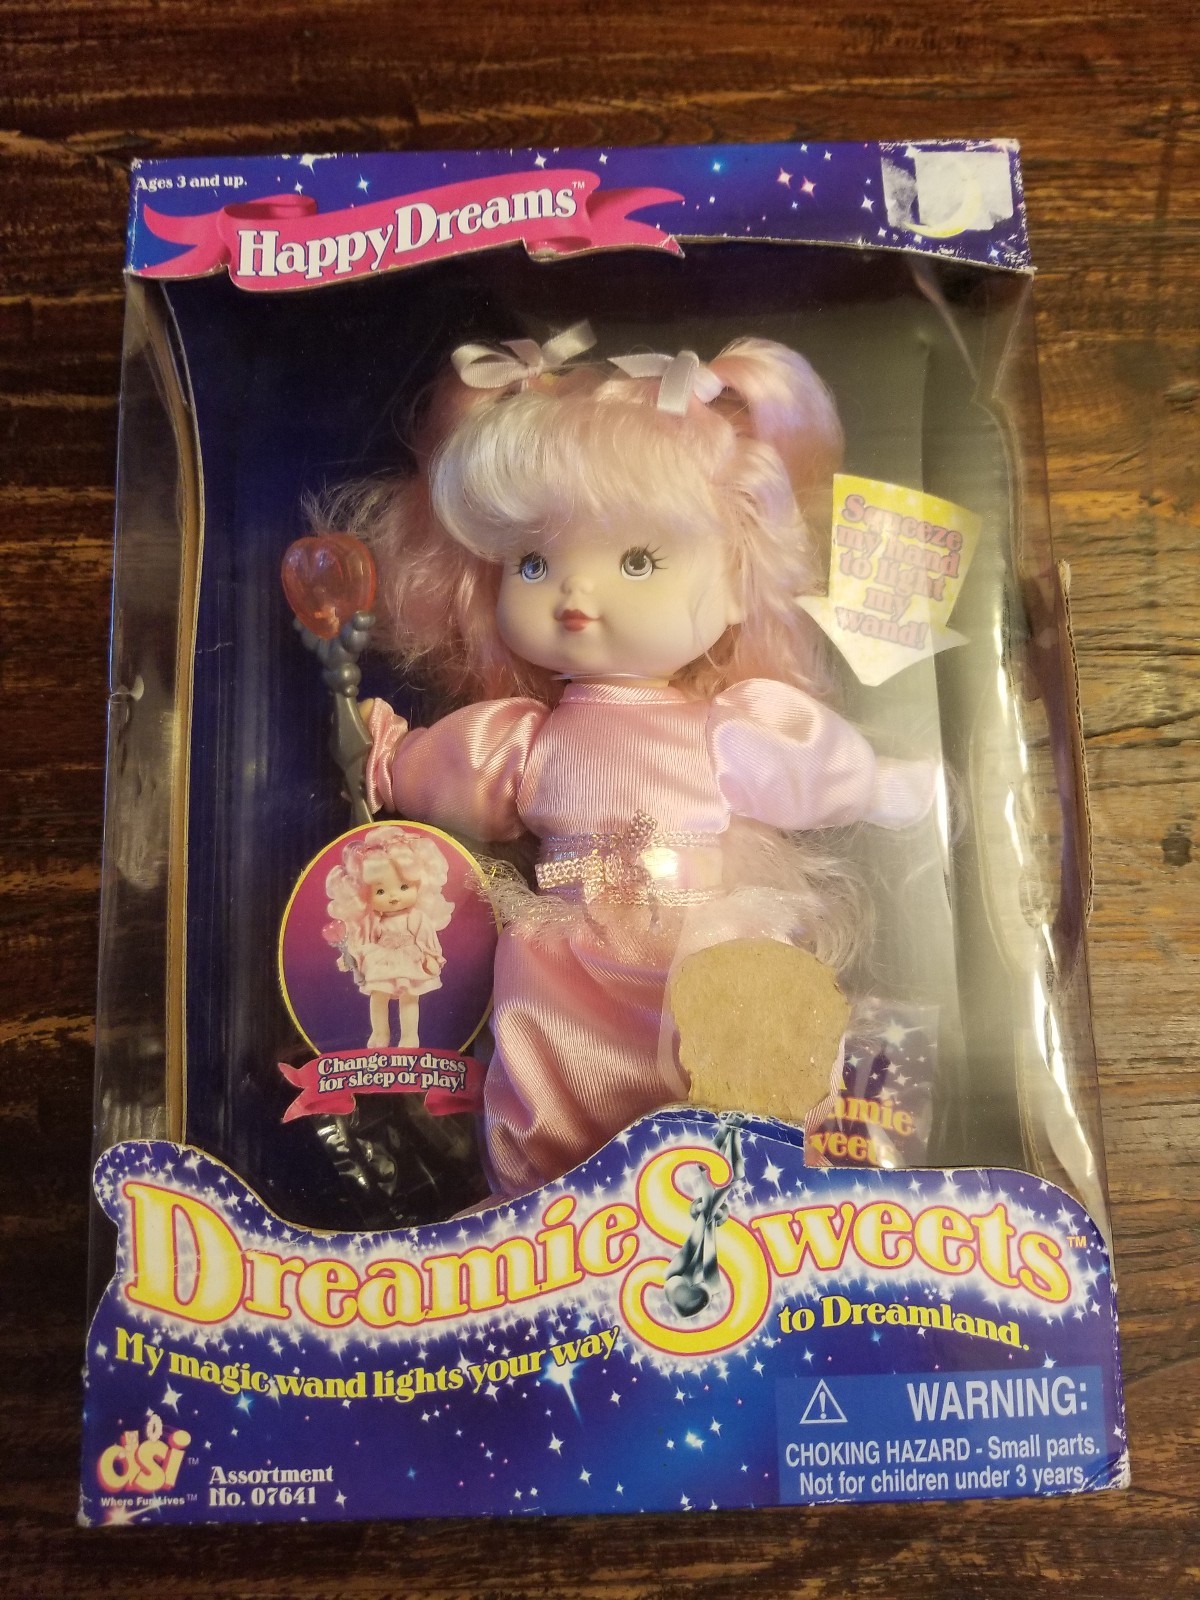 Ages 3 and up.
HappyDreams™
Squeeze
my hand
to light
my
wand!
Change my dress
for sleep or play!
amie
weets
DreamieSweets™
My magic wand lights your way to Dreamland.
dsi™
Where Fun Lives™
Assortment
No. 07641
WARNING:
CHOKING HAZARD - Small parts.
Not for children under 3 years.